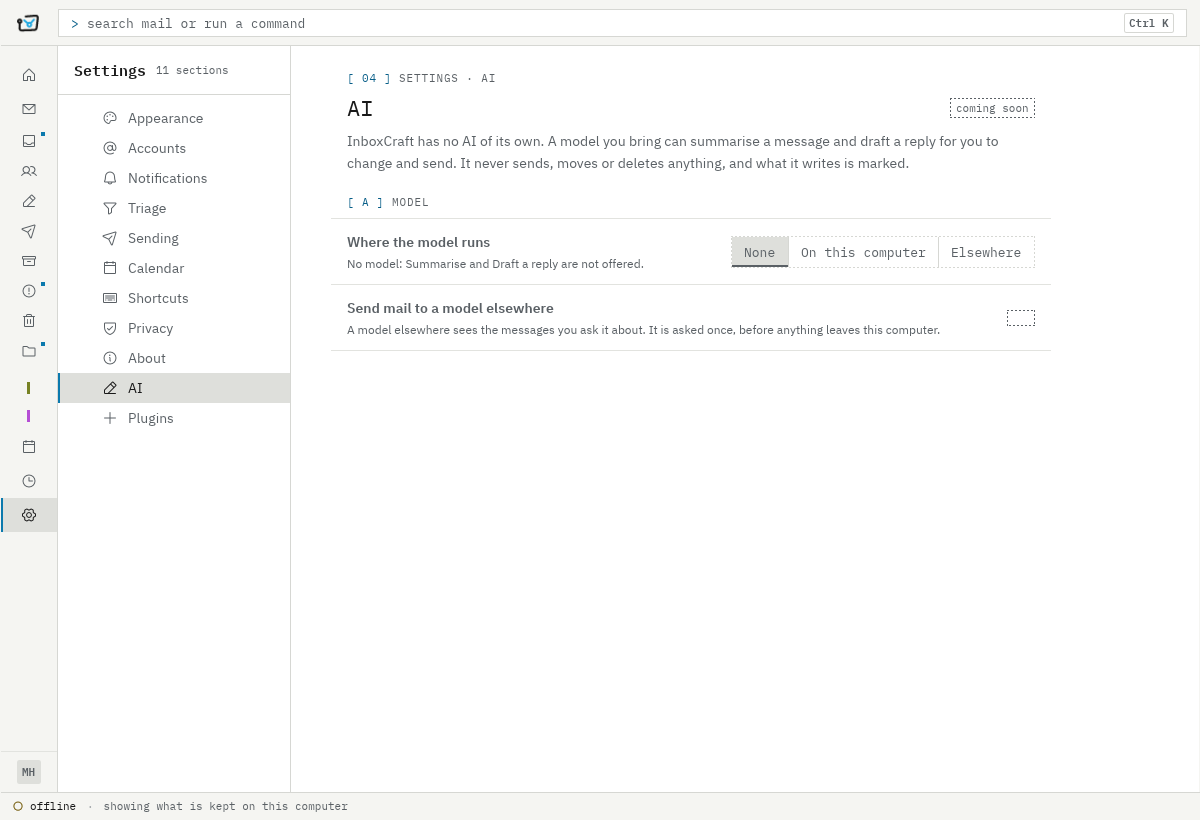 > search mail or run a command Ctrl K
Settings 11 sections
Appearance
Accounts
Notifications
Triage
Sending
Calendar
Shortcuts
Privacy
About
AI
Plugins
MH
[ 04 ] SETTINGS · AI
AI
coming soon
InboxCraft has no AI of its own. A model you bring can summarise a message and draft a reply for you to
change and send. It never sends, moves or deletes anything, and what it writes is marked.
[ A ] MODEL
Where the model runs
No model: Summarise and Draft a reply are not offered.
None On this computer Elsewhere
Send mail to a model elsewhere
A model elsewhere sees the messages you ask it about. It is asked once, before anything leaves this computer.
offline · showing what is kept on this computer